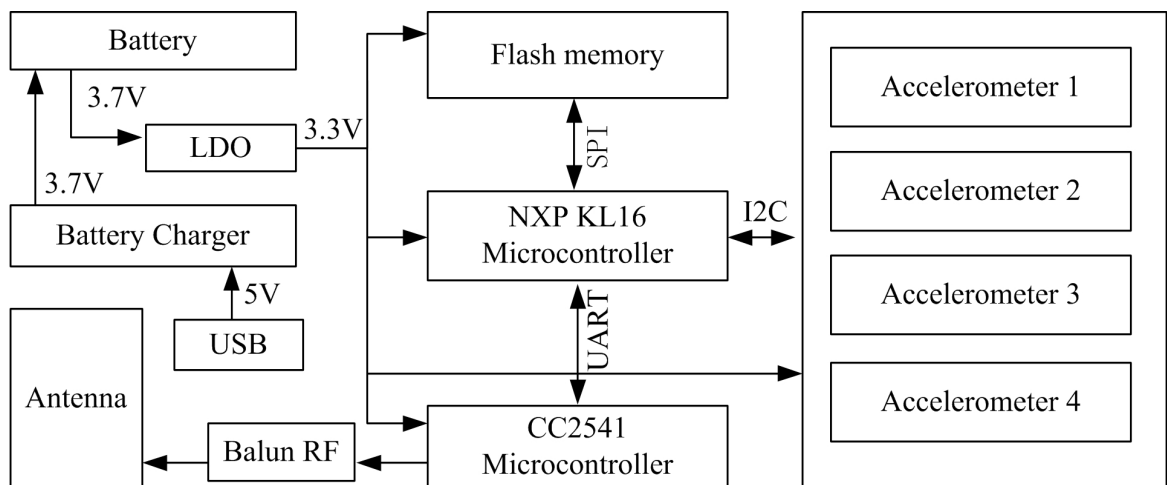 Battery
3.7V
LDO
3.3V
3.7V
Battery Charger
5V
USB
Antenna
Balun RF
Flash memory
SPI
NXP KL16
Microcontroller
I2C
UART
CC2541
Microcontroller
Accelerometer 1
Accelerometer 2
Accelerometer 3
Accelerometer 4